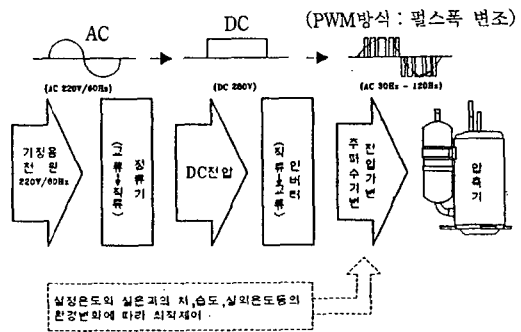 (PWM방식 : 펄스폭 변조)
AC
DC
(AC 220V/60Hz)
(DC 280V)
(AC 30Hz - 120Hz)
가정용
전원
220V/60Hz
정류기
(교류→직류)
DC전압
인버터
(직류→교류)
전압가변
주파수가변
압축기
설정온도와 실온과의 차, 습도, 실외온도등의
환경변화에 따라 최적제어